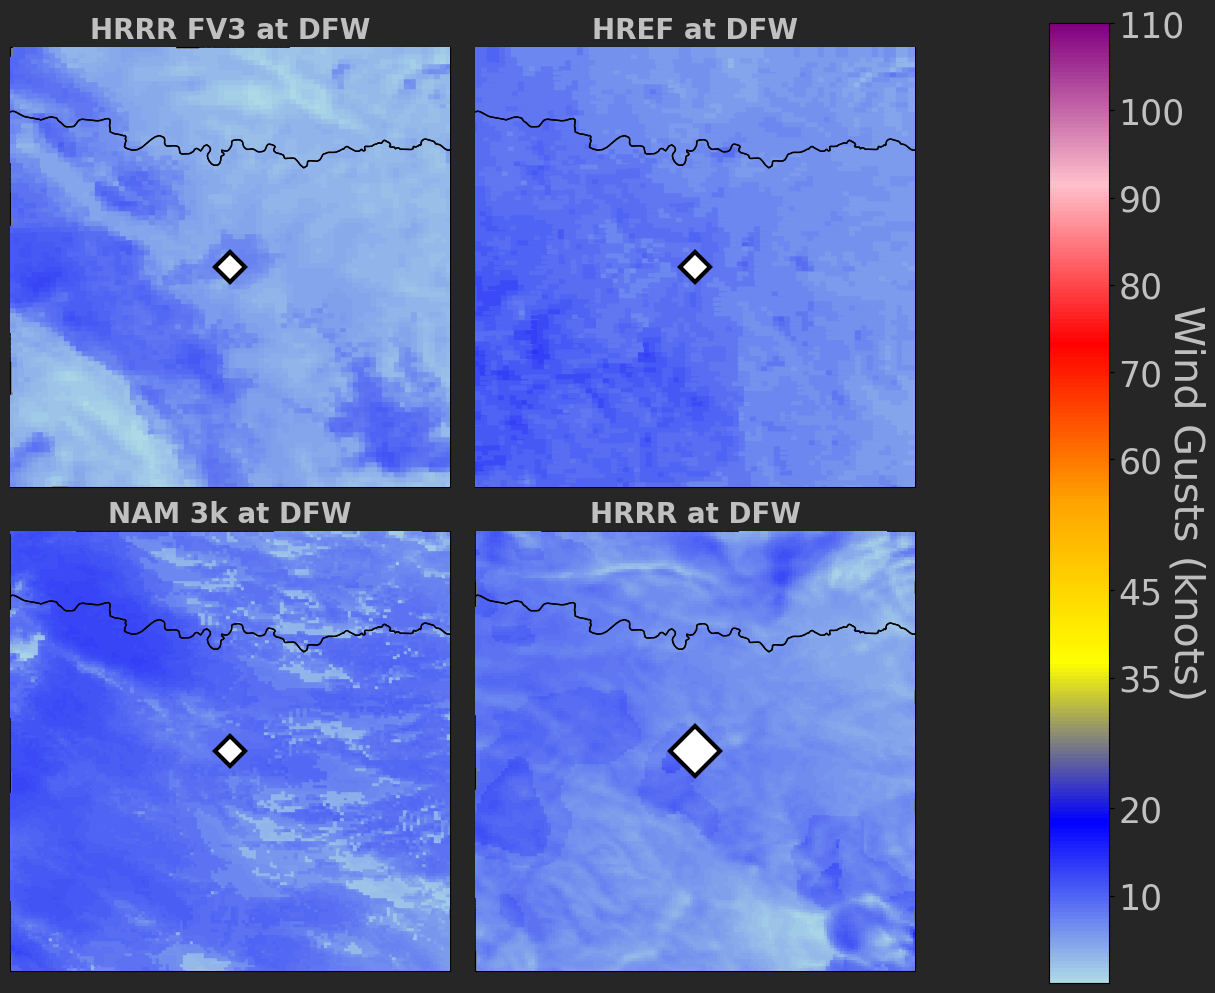 HRRR FV3 at DFW
HREF at DFW
NAM 3k at DFW
HRRR at DFW
110
100
90
80
70
60
45
35
20
10
Wind Gusts (knots)